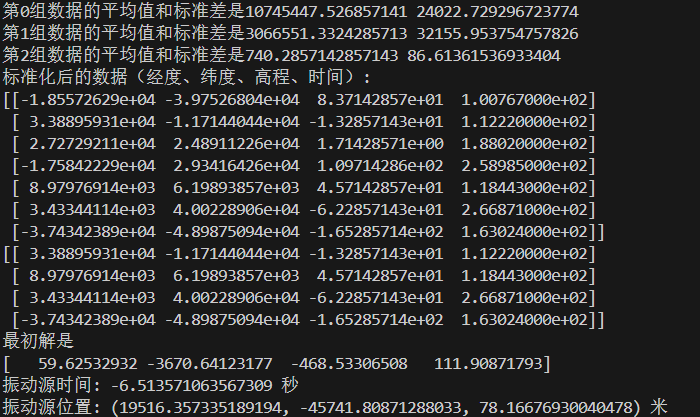 第0组数据的平均值和标准差是10745447.526857141 24022.729296723774
第1组数据的平均值和标准差是3066551.3324285713 32155.953754757826
第2组数据的平均值和标准差是740.2857142857143 86.61361536933404
标准化后的数据（经度、纬度、高程、时间）:
[[-1.85572629e+04 -3.97526804e+04  8.37142857e+01  1.00767000e+02]
 [ 3.38895931e+04 -1.17144044e+04 -1.32857143e+01  1.12220000e+02]
 [ 2.72729211e+04  2.48911226e+04  1.71428571e+00  1.88020000e+02]
 [-1.75842229e+04  2.93416426e+04  1.09714286e+02  2.58985000e+02]
 [ 8.97976914e+03  6.19893857e+03  4.57142857e+01  1.18443000e+02]
 [ 3.43344114e+03  4.00228906e+04 -6.22857143e+01  2.66871000e+02]
 [-3.74342389e+04 -4.89875094e+04 -1.65285714e+02  1.63024000e+02]]
[[ 3.38895931e+04 -1.17144044e+04 -1.32857143e+01  1.12220000e+02]
 [ 8.97976914e+03  6.19893857e+03  4.57142857e+01  1.18443000e+02]
 [ 3.43344114e+03  4.00228906e+04 -6.22857143e+01  2.66871000e+02]
 [-3.74342389e+04 -4.89875094e+04 -1.65285714e+02  1.63024000e+02]]
最初解是
[   59.62532932 -3670.64123177  -468.53306508   111.90871793]
振动源时间: -6.513571063567309 秒
振动源位置: (19516.357335189194, -45741.80871288033, 78.16676930040478) 米